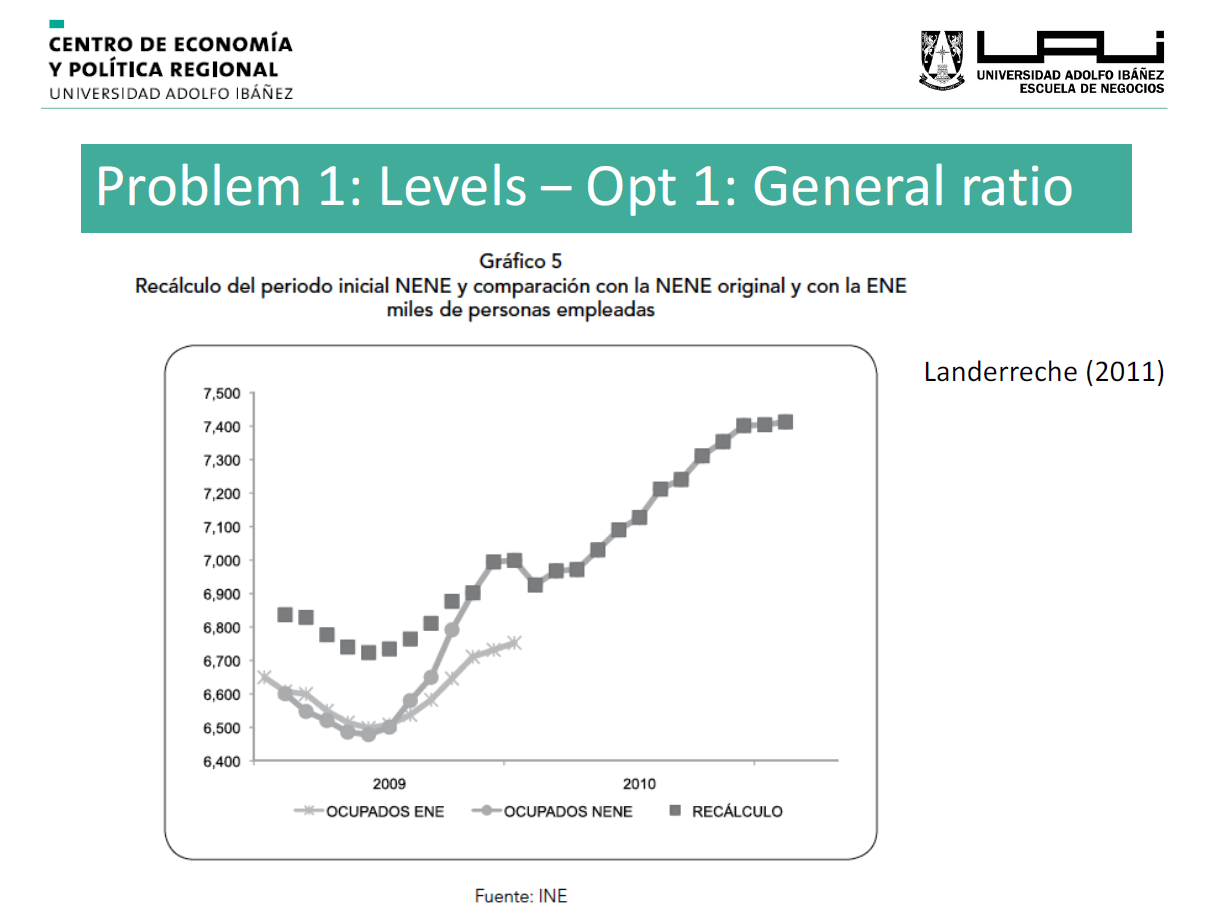 CENTRO DE ECONOMÍA
Y POLÍTICA REGIONAL
UNIVERSIDAD ADOLFO IBÁÑEZ
UAI
UNIVERSIDAD ADOLFO IBÁÑEZ
ESCUELA DE NEGOCIOS
Problem 1: Levels – Opt 1: General ratio
Gráfico 5
Recálculo del periodo inicial NENE y comparación con la NENE original y con la ENE
miles de personas empleadas
Landerreche (2011)
7,500
7,400
7,300
7,200
7,100
7,000
6,900
6,800
6,700
6,600
6,500
6,400
2009 2010
OCUPADOS ENE OCUPADOS NENE RECÁLCULO
Fuente: INE